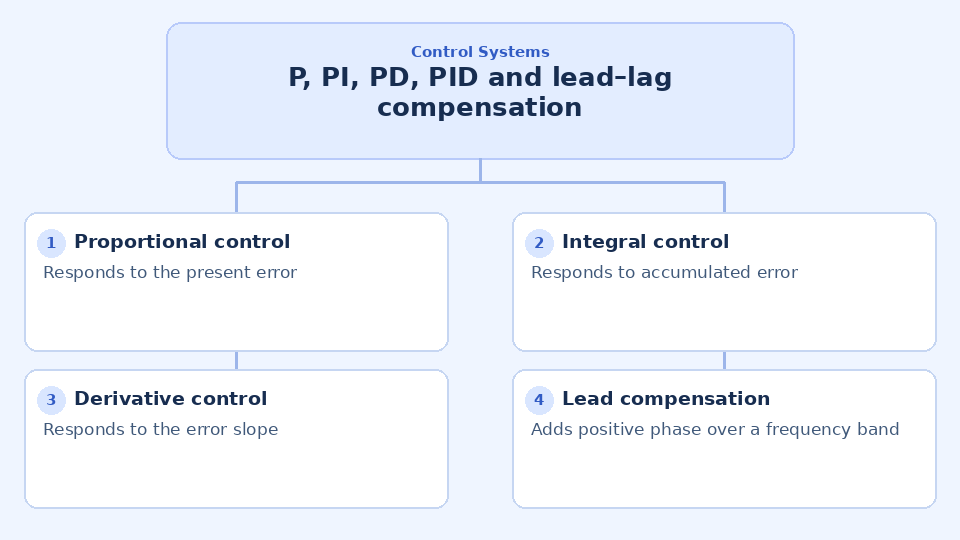 Control Systems
P, PI, PD, PID and lead–lag
compensation
1 Proportional control
Responds to the present error
2 Integral control
Responds to accumulated error
3 Derivative control
Responds to the error slope
4 Lead compensation
Adds positive phase over a frequency band